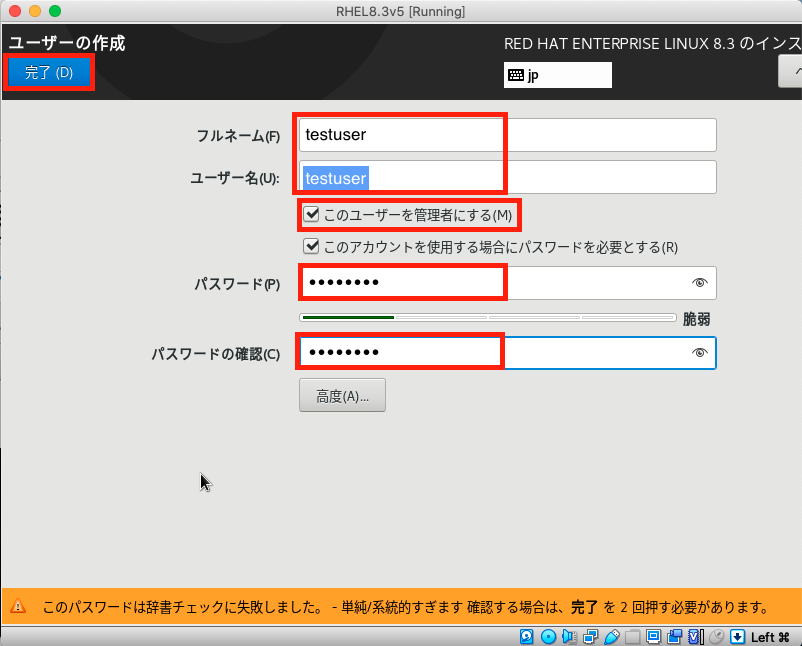 RHEL8.3v5 [Running]
ユーザーの作成
RED HAT ENTERPRISE LINUX 8.3 のインス
完了 (D)
jp
フルネーム(F)
testuser
ユーザー名(U):
testuser
このユーザーを管理者にする(M)
このアカウントを使用する場合にパスワードを必要とする(R)
パスワード(P)
●●●●●●●●
脆弱
パスワードの確認(C)
●●●●●●●●
高度(A)...
このパスワードは辞書チェックに失敗しました。 - 単純/系統的すぎます 確認する場合は、完了 を 2 回押す必要があります。
Left ⌘